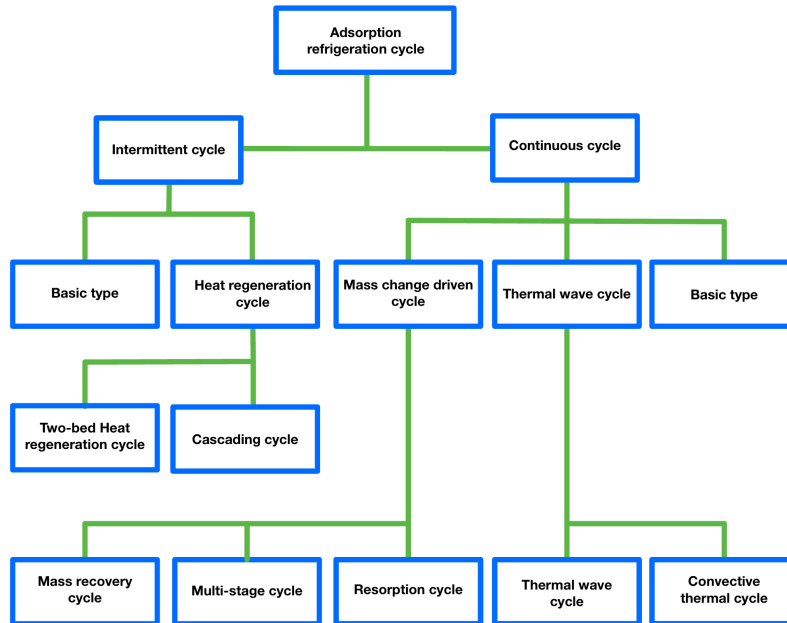 Adsorption
refrigeration cycle
Intermittent cycle
Continuous cycle
Basic type
Heat regeneration
cycle
Mass change driven
cycle
Thermal wave cycle
Basic type
Two-bed Heat
regeneration cycle
Cascading cycle
Mass recovery
cycle
Multi-stage cycle
Resorption cycle
Thermal wave
cycle
Convective
thermal cycle